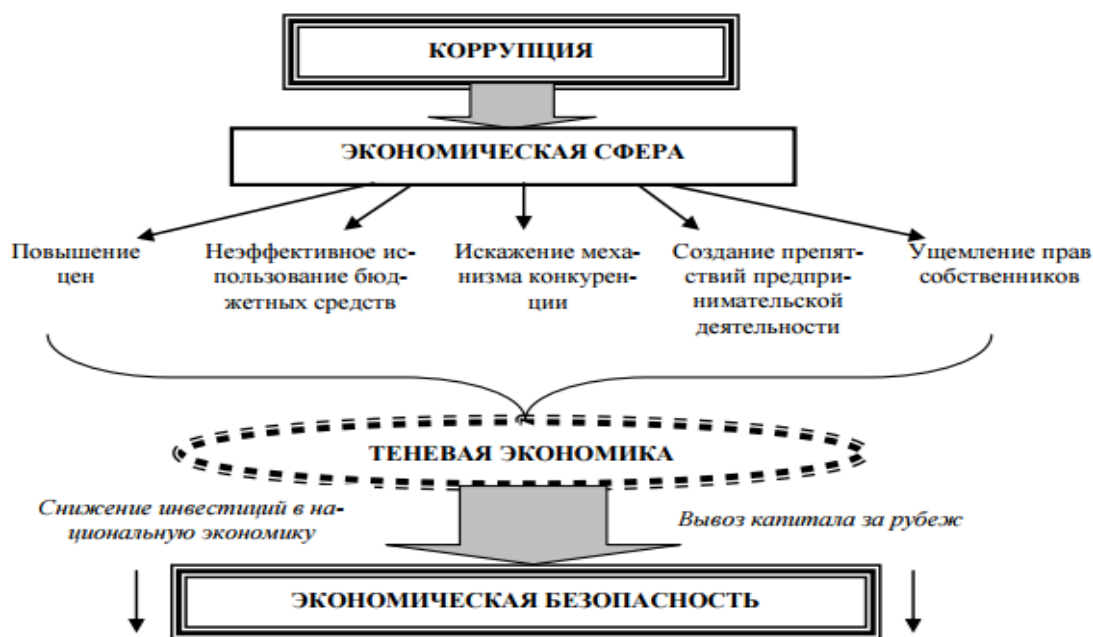 КОРРУПЦИЯ
ЭКОНОМИЧЕСКАЯ СФЕРА
Повышение
цен
Неэффективное ис-
пользование бюд-
жетных средств
Искажение меха-
низма конкурен-
ции
Создание препят-
ствий предпри-
нимательской
деятельности
Ущемление прав
собственников
ТЕНЕВАЯ ЭКОНОМИКА
Снижение инвестиций в на-
циональную экономику
Вывоз капитала за рубеж
ЭКОНОМИЧЕСКАЯ БЕЗОПАСНОСТЬ